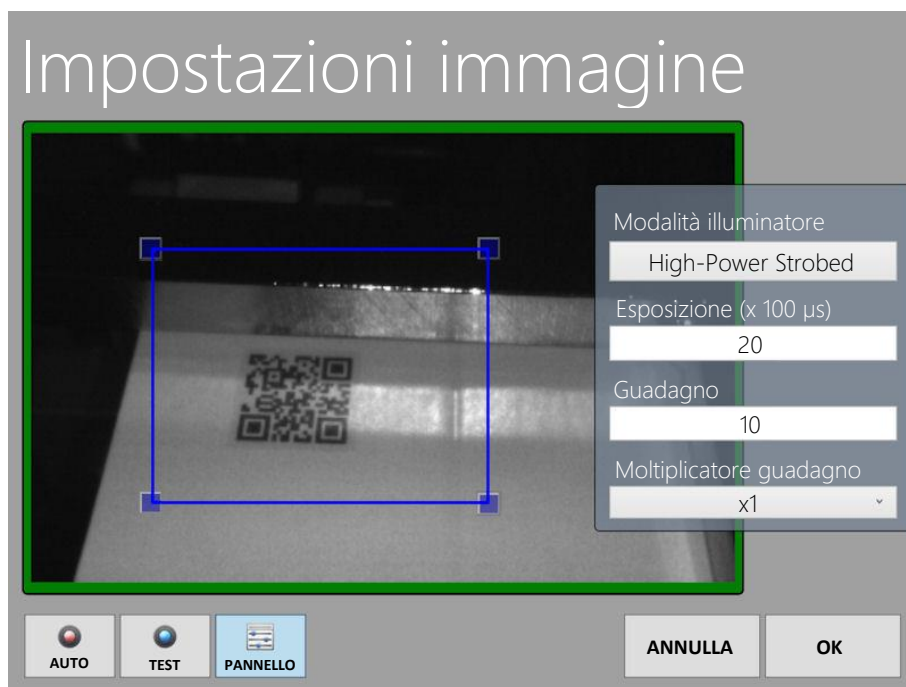 Impostazioni immagine
Modalità illuminatore
High-Power Strobed
Esposizione (x 100 µs)
20
Guadagno
10
Moltiplicatore guadagno
x1
AUTO
TEST
PANNELLO
ANNULLA
OK